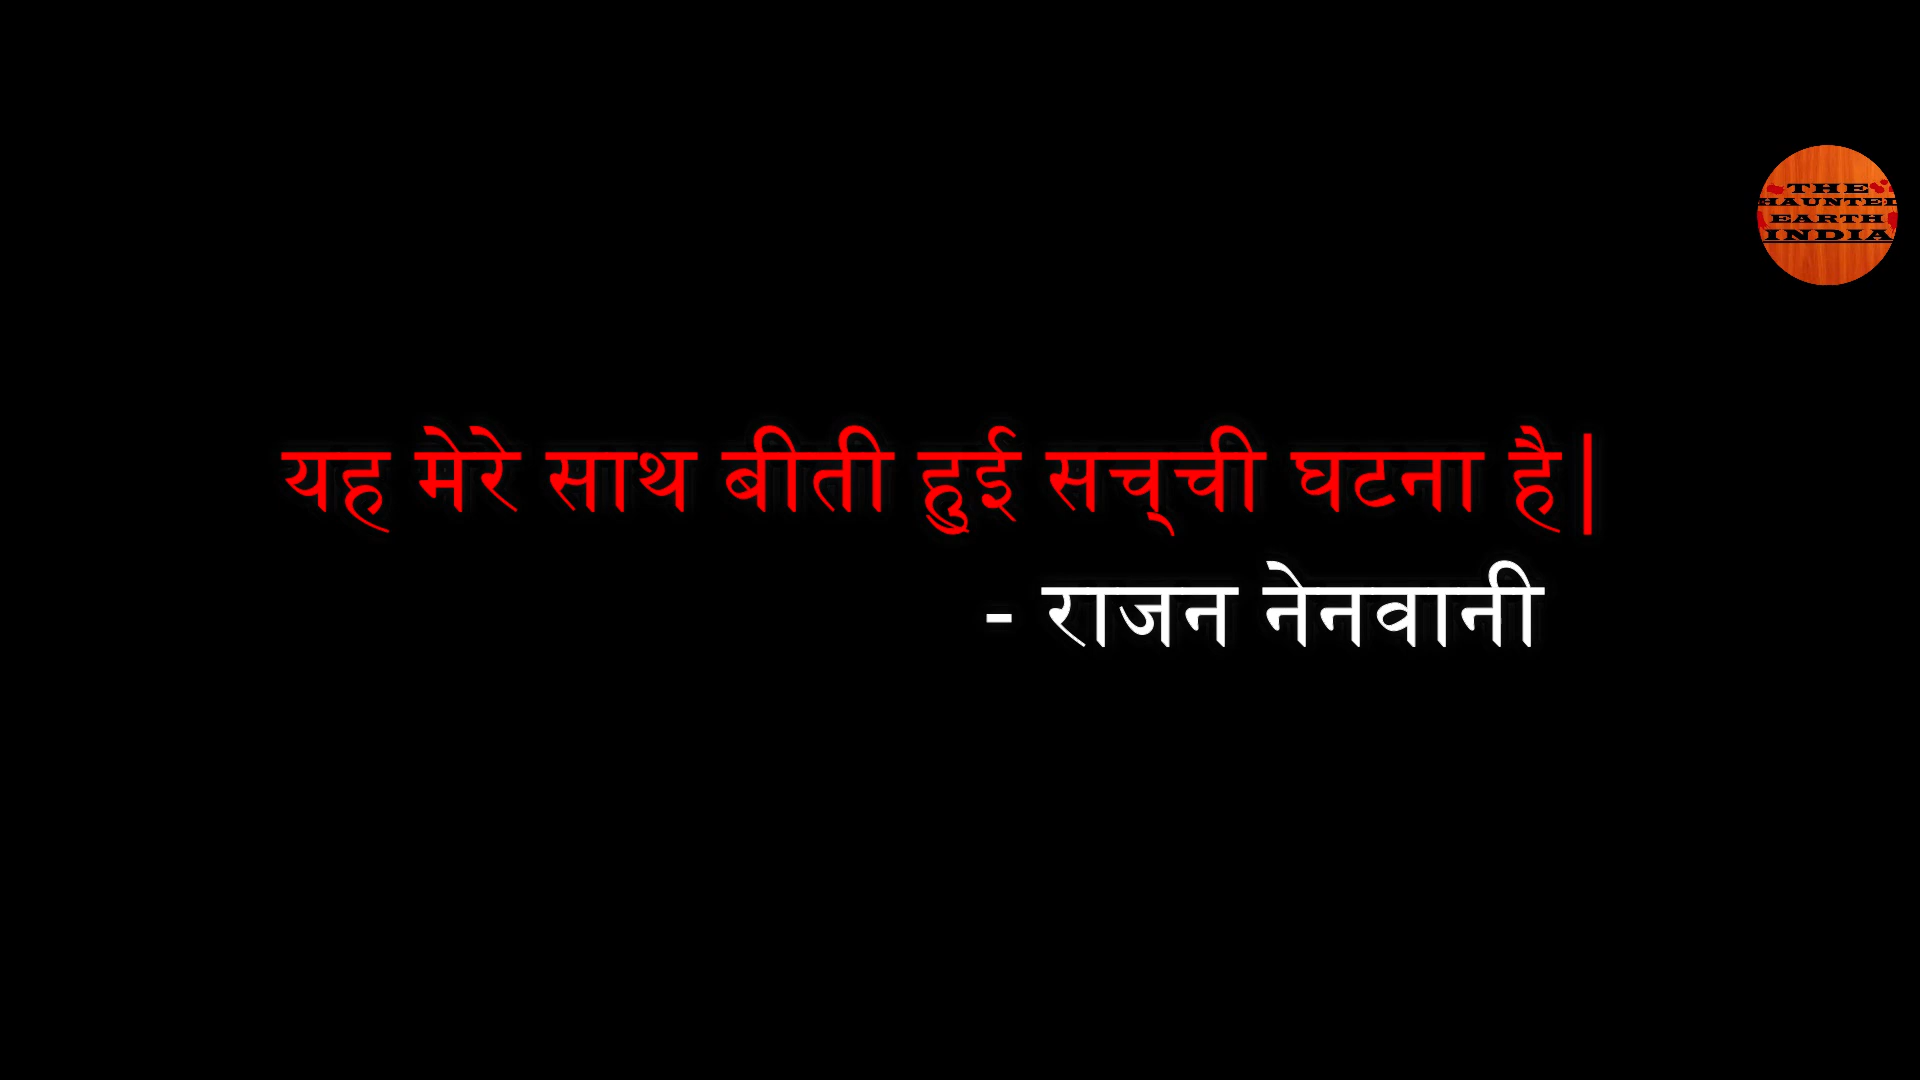 यह मेरे साथ बीती हुई सच्‌ची घटना है|
- राजन नेनवानी
THE
HAUNTED
EARTH
INDIA